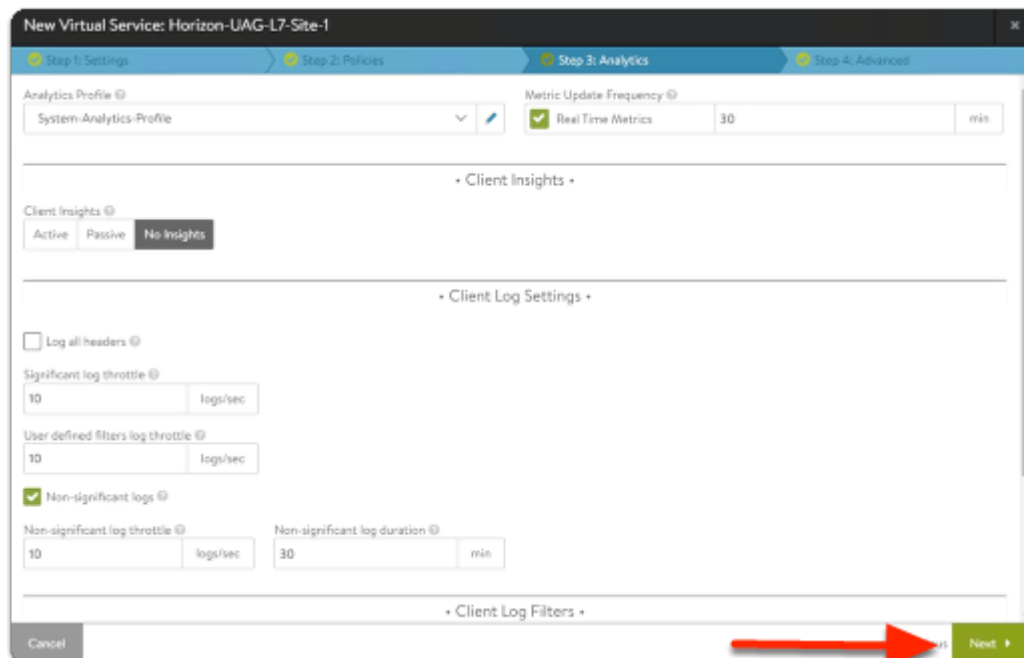 New Virtual Service: Horizon-UAG-L7-Site-1
Step 1: Settings Step 2: Policies Step 3: Analytics Step 4: Advanced
Analytics Profile Metric Update Frequency
System-Analytics-Profile Real Time Metrics 30 min
• Client Insights •
Client Insights
Active Passive No Insights
• Client Log Settings •
Log all headers
Significant log throttle
10 logs/sec
User defined filters log throttle
10 logs/sec
Non-significant logs
Non-significant log throttle Non-significant log duration
10 logs/sec 30 min
• Client Log Filters •
Cancel Next